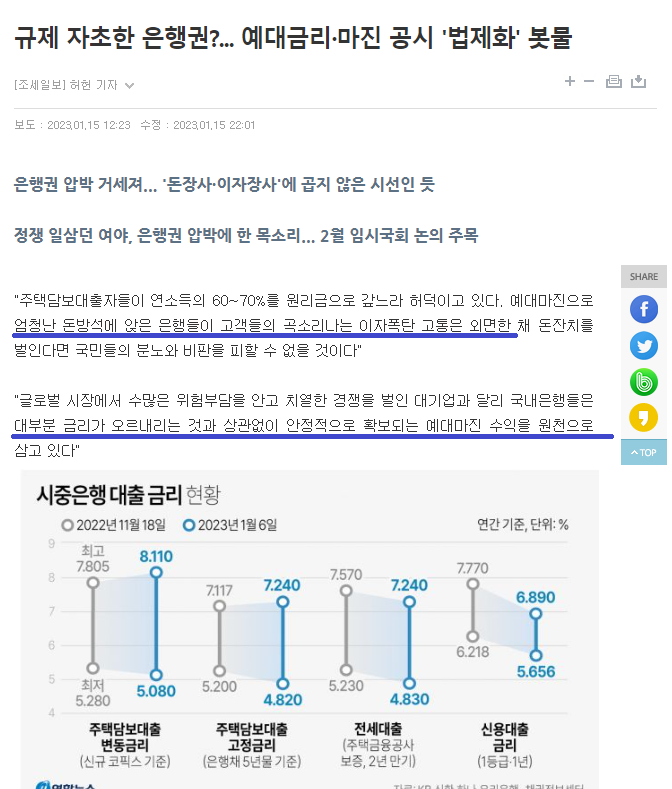 규제 자초한 은행권?... 예대금리·마진 공시 '법제화' 봇물
[조세일보] 허헌 기자
보도 : 2023.01.15 12:23 수정 : 2023.01.15 22:01
은행권 압박 거세져... '돈장사·이자장사'에 곱지 않은 시선인 듯
정쟁 일삼던 여야, 은행권 압박에 한 목소리... 2월 임시국회 논의 주목
SHARE
"주택담보대출자들이 연소득의 60~70%를 원리금으로 갚느라 허덕이고 있다. 예대마진으로
엄청난 돈방석에 앉은 은행들이 고객들의 곡소리나는 이자폭탄 고통은 외면한 채 돈잔치를
벌인다면 국민들의 분노와 비판을 피할 수 없을 것이다"
"글로벌 시장에서 수많은 위험부담을 안고 치열한 경쟁을 벌인 대기업과 달리 국내은행들은
대부분 금리가 오르내리는 것과 상관없이 안정적으로 확보되는 예대마진 수익을 원천으로
삼고 있다"
TOP
시중은행 대출 금리 현황
2022년 11월 18일 2023년 1월 6일 연간 기준, 단위: %
9
8
7
6
5
4
최고
7.805
8.110
최저
5.280
5.080
7.117
7.240
5.200
4.820
7.570
7.240
5.230
4.830
7.770
6.890
6.218
5.656
주택담보대출
변동금리
(신규 코픽스 기준)
주택담보대출
고정금리
(은행채 5년물 기준)
전세대출
(주택금융공사
보증, 2년 만기)
신용대출
금리
(1등급·1년)
연합뉴스